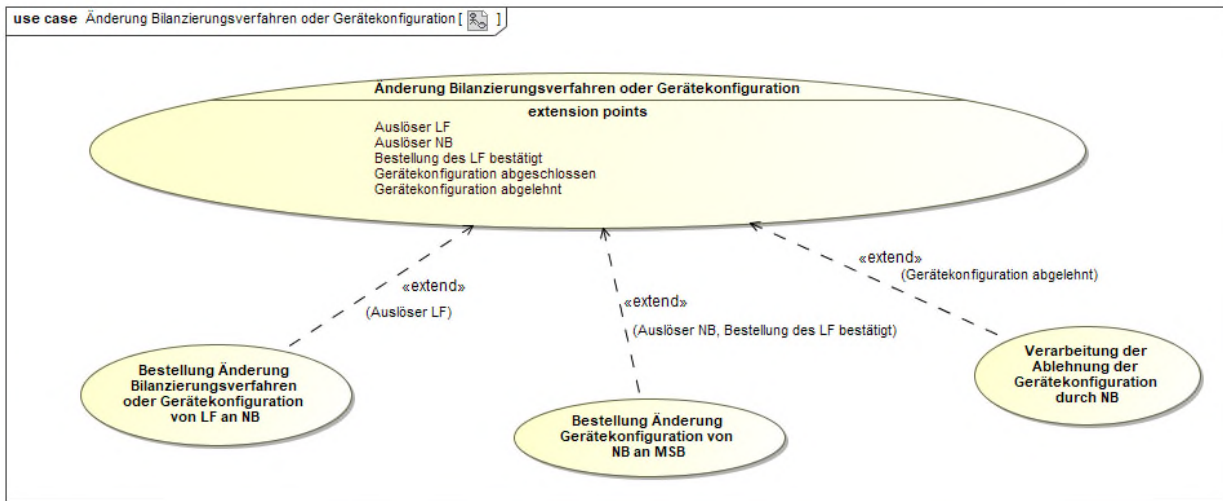 use case Änderung Bilanzierungsverfahren oder Gerätekonfiguration [ ]
Änderung Bilanzierungsverfahren oder Gerätekonfiguration
extension points
Auslöser LF
Auslöser NB
Bestellung des LF bestätigt
Gerätekonfiguration abgeschlossen
Gerätekonfiguration abgelehnt
«extend»
(Auslöser LF)
«extend»
(Auslöser NB, Bestellung des LF bestätigt)
«extend»
(Gerätekonfiguration abgelehnt)
Bestellung Änderung
Bilanzierungsverfahren
oder Gerätekonfiguration
von LF an NB
Bestellung Änderung
Gerätekonfiguration von
NB an MSB
Verarbeitung der
Ablehnung der
Gerätekonfiguration
durch NB